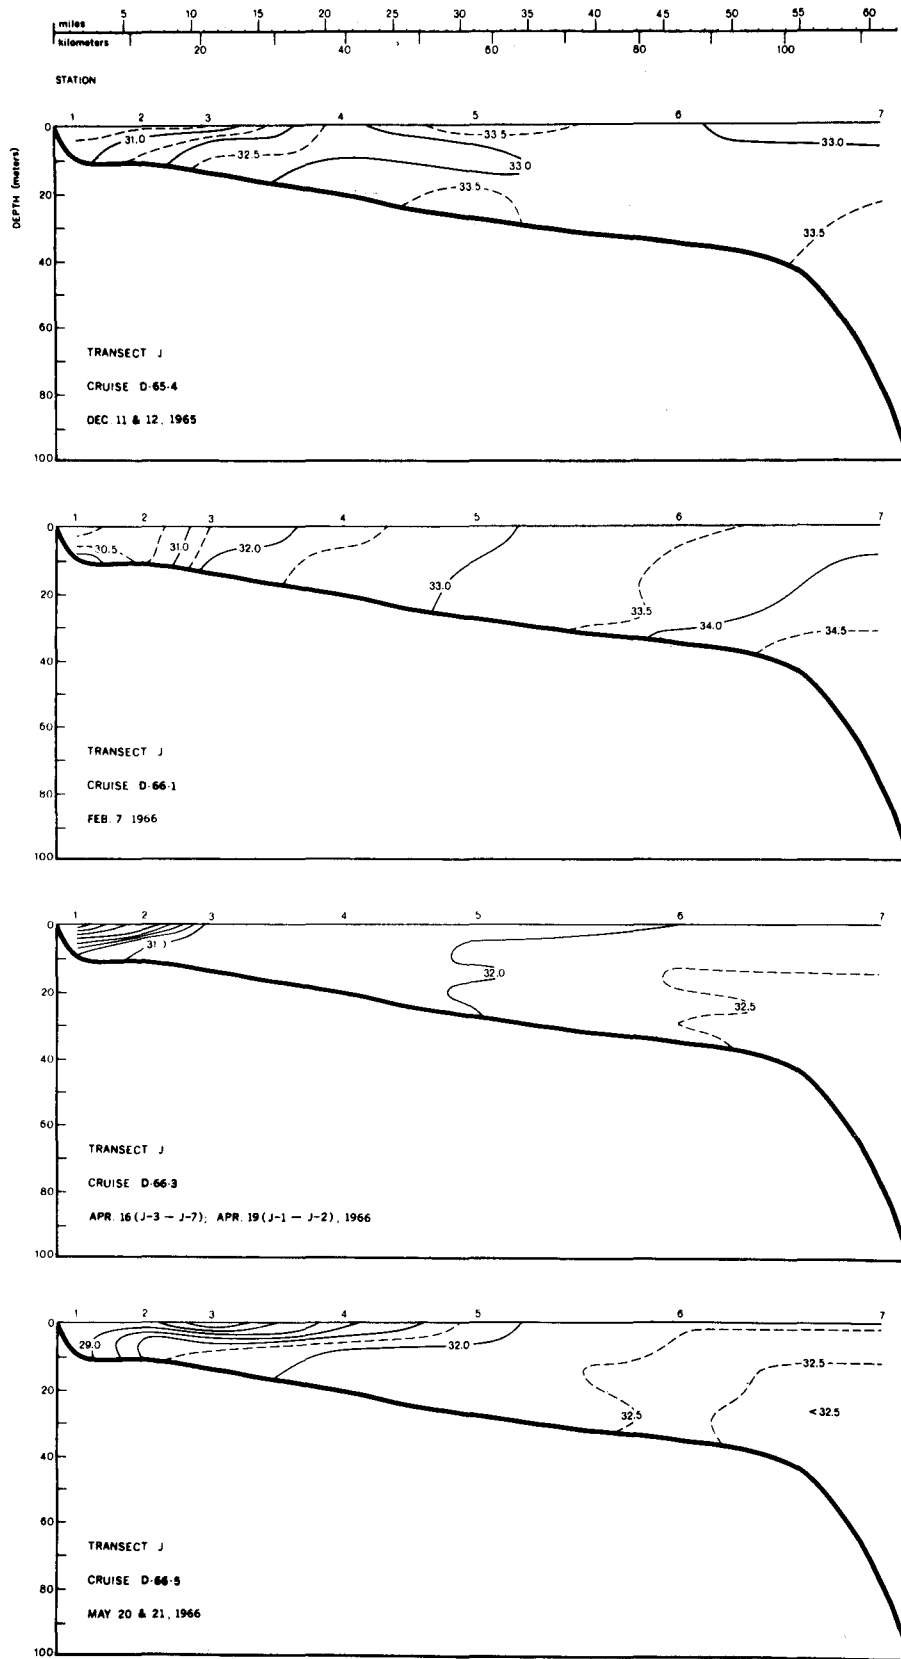 miles 5 10 15 20 25 30 35 40 45 50 55 60
kilometers 20 40 60 80 100
STATION
1 2 3 4 5 6 7
0
31.0 32.5 33.0 33.5 33.0
DEPTH (meters)
20
33.5 33.5
40
60
TRANSECT J
CRUISE D-65-4
80
DEC. 11 & 12, 1965
100
1 2 3 4 5 6 7
0
30.5 31.0 32.0
20
33.0 33.5 34.0 34.5
40
60
TRANSECT J
CRUISE D-66-1
80
FEB. 7 1966
100
1 2 3 4 5 6 7
0
32.0
20
32.5
40
60
TRANSECT J
CRUISE D-66-3
80
APR. 16 (J-3 — J-7); APR. 19 (J-1 — J-2), 1966
100
1 2 3 4 5 6 7
0
29.0 32.0
32.5
20
32.5 <32.5
40
60
TRANSECT J
CRUISE D-66-5
80
MAY 20 & 21, 1966
100